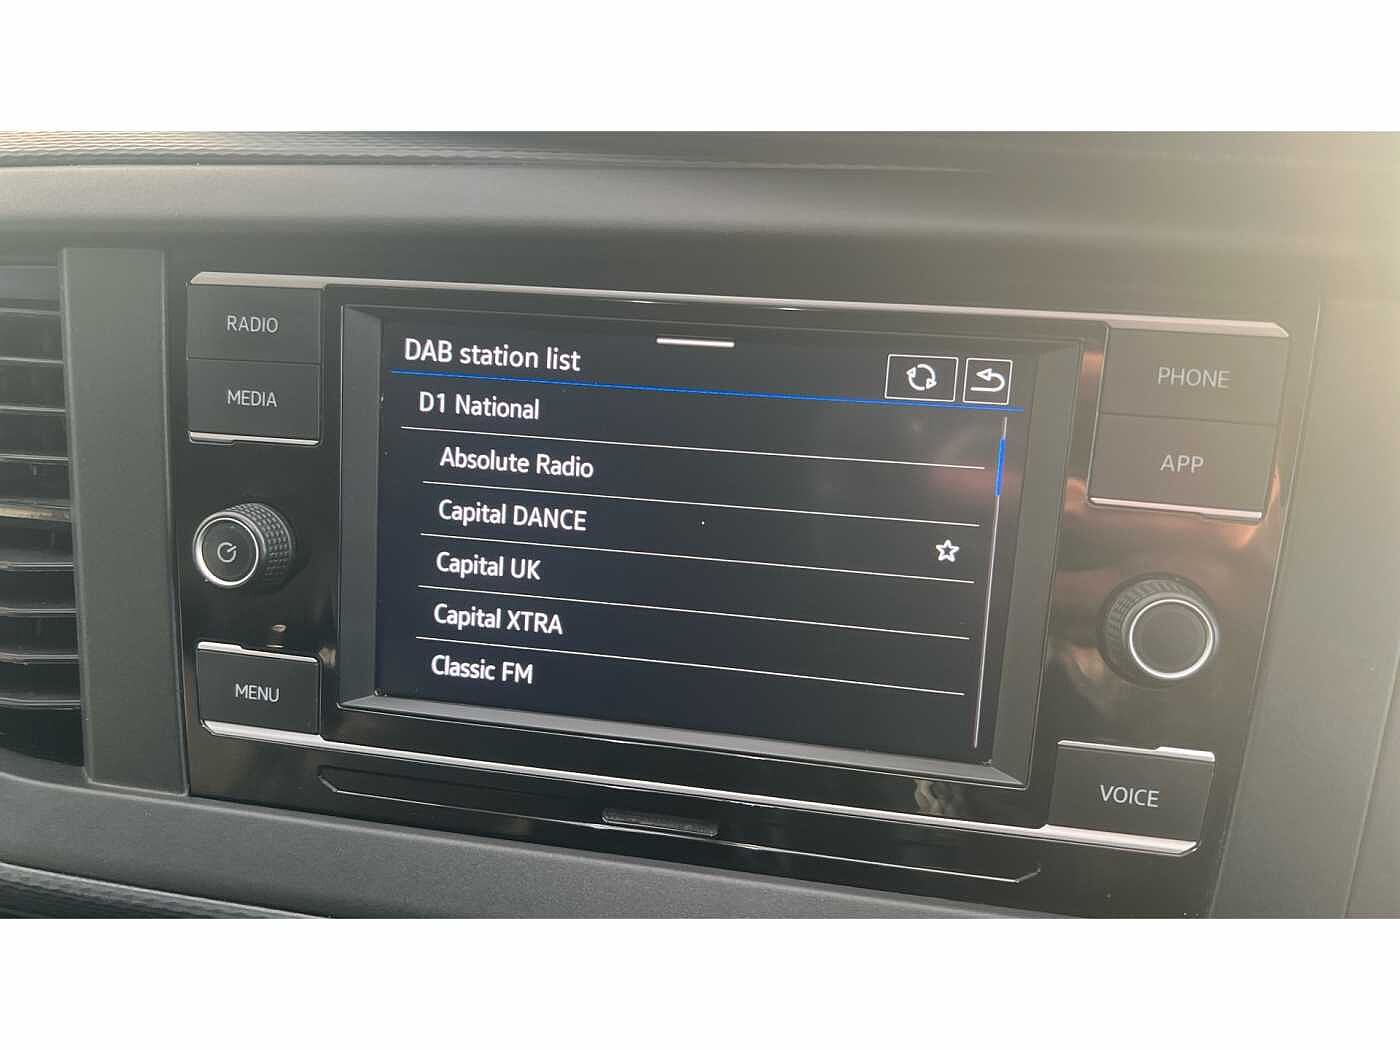 RADIO
MEDIA
MENU
DAB station list
D1 National
Absolute Radio
Capital DANCE
Capital UK
Capital XTRA
Classic FM
PHONE
APP
VOICE